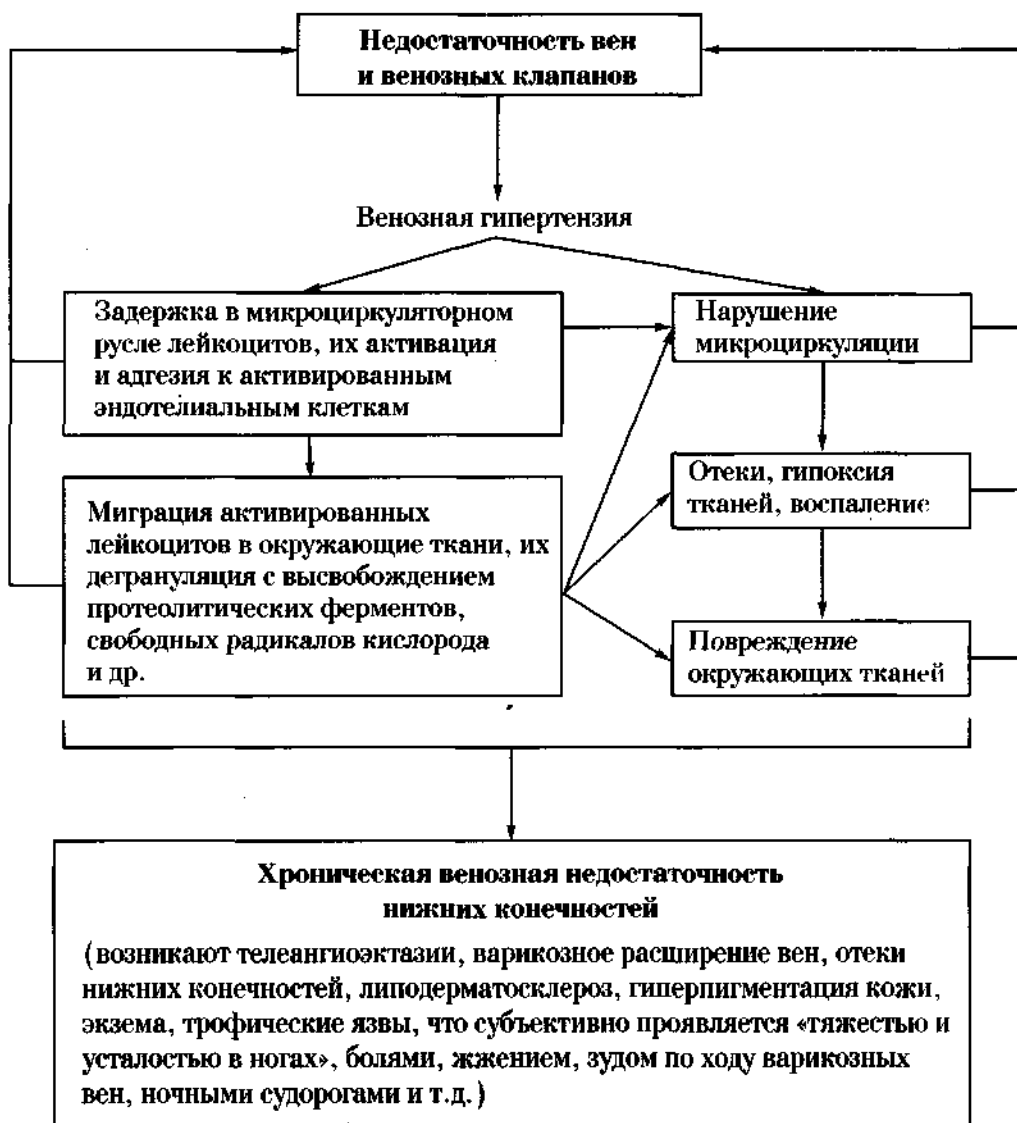 Недостаточность вен
и венозных клапанов
Венозная гипертензия
Задержка в микроциркуляторном
русле лейкоцитов, их активация
и адгезия к активированным
эндотелиальным клеткам
Нарушение
микроциркуляции
Миграция активированных
лейкоцитов в окружающие ткани, их
дегрануляция с высвобождением
протеолитических ферментов,
свободных радикалов кислорода
и др.
Отеки, гипоксия
тканей, воспаление
Повреждение
окружающих тканей
Хроническая венозная недостаточность
нижних конечностей
(возникают телеангиоэктазии, варикозное расширение вен, отеки
нижних конечностей, липодерматосклероз, гиперпигментация кожи,
экзема, трофические язвы, что субъективно проявляется «тяжестью и
усталостью в ногах», болями, жжением, зудом по ходу варикозных
вен, ночными судорогами и т.д.)